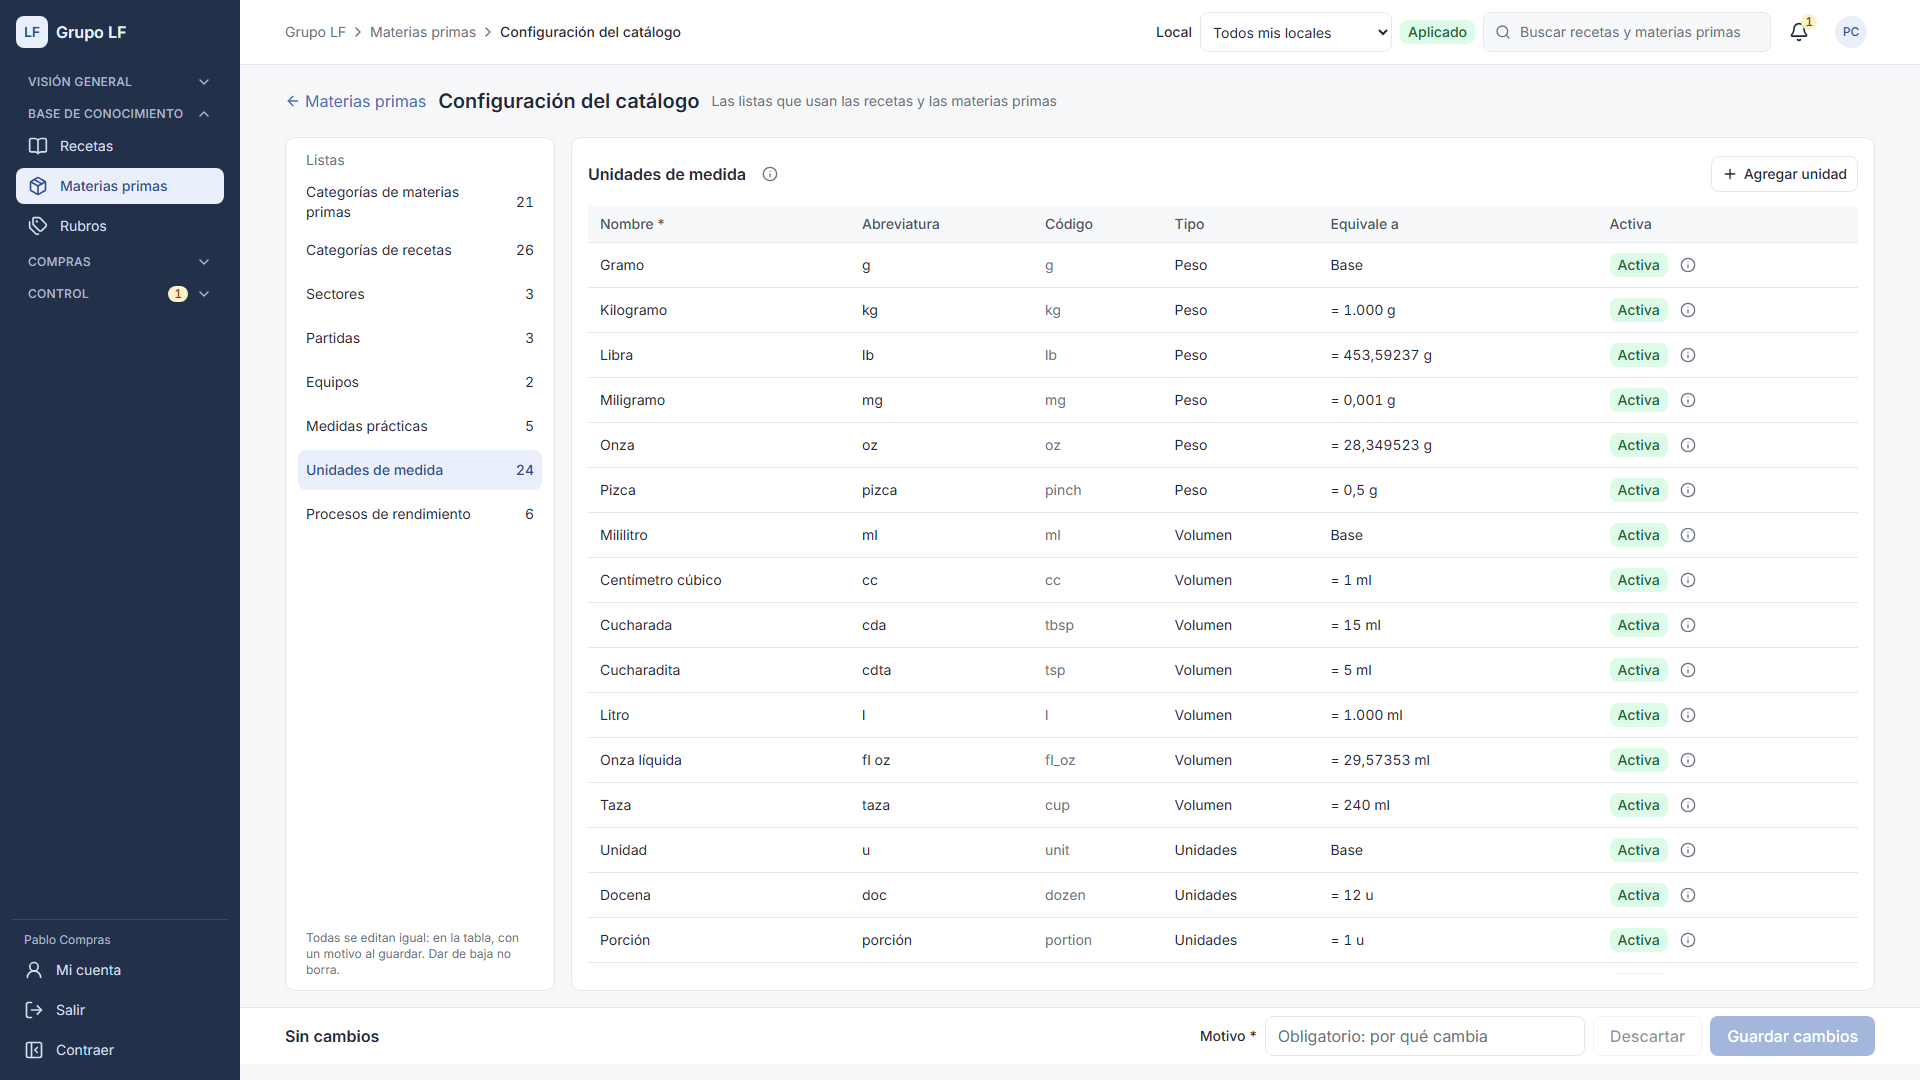 LF Grupo LF
VISIÓN GENERAL
BASE DE CONOCIMIENTO
Recetas
Materias primas
Rubros
COMPRAS
CONTROL 1
Pablo Compras
Mi cuenta
Salir
Contraer
Grupo LF > Materias primas > Configuración del catálogo
Local Todos mis locales Aplicado Buscar recetas y materias primas 1 PC
← Materias primas Configuración del catálogo Las listas que usan las recetas y las materias primas
Listas
Categorías de materias
primas 21
Categorías de recetas 26
Sectores 3
Partidas 3
Equipos 2
Medidas prácticas 5
Unidades de medida 24
Procesos de rendimiento 6
Todas se editan igual: en la tabla, con
un motivo al guardar. Dar de baja no
borra.
Unidades de medida + Agregar unidad
Nombre * Abreviatura Código Tipo Equivale a Activa
Gramo g g Peso Base Activa
Kilogramo kg kg Peso = 1.000 g Activa
Libra lb lb Peso = 453,59237 g Activa
Miligramo mg mg Peso = 0,001 g Activa
Onza oz oz Peso = 28,349523 g Activa
Pizca pizca pinch Peso = 0,5 g Activa
Mililitro ml ml Volumen Base Activa
Centímetro cúbico cc cc Volumen = 1 ml Activa
Cucharada cda tbsp Volumen = 15 ml Activa
Cucharadita cdta tsp Volumen = 5 ml Activa
Litro l l Volumen = 1.000 ml Activa
Onza líquida fl oz fl_oz Volumen = 29,57353 ml Activa
Taza taza cup Volumen = 240 ml Activa
Unidad u unit Unidades Base Activa
Docena doc dozen Unidades = 12 u Activa
Porción porción portion Unidades = 1 u Activa
Sin cambios Motivo * Obligatorio: por qué cambia Descartar Guardar cambios